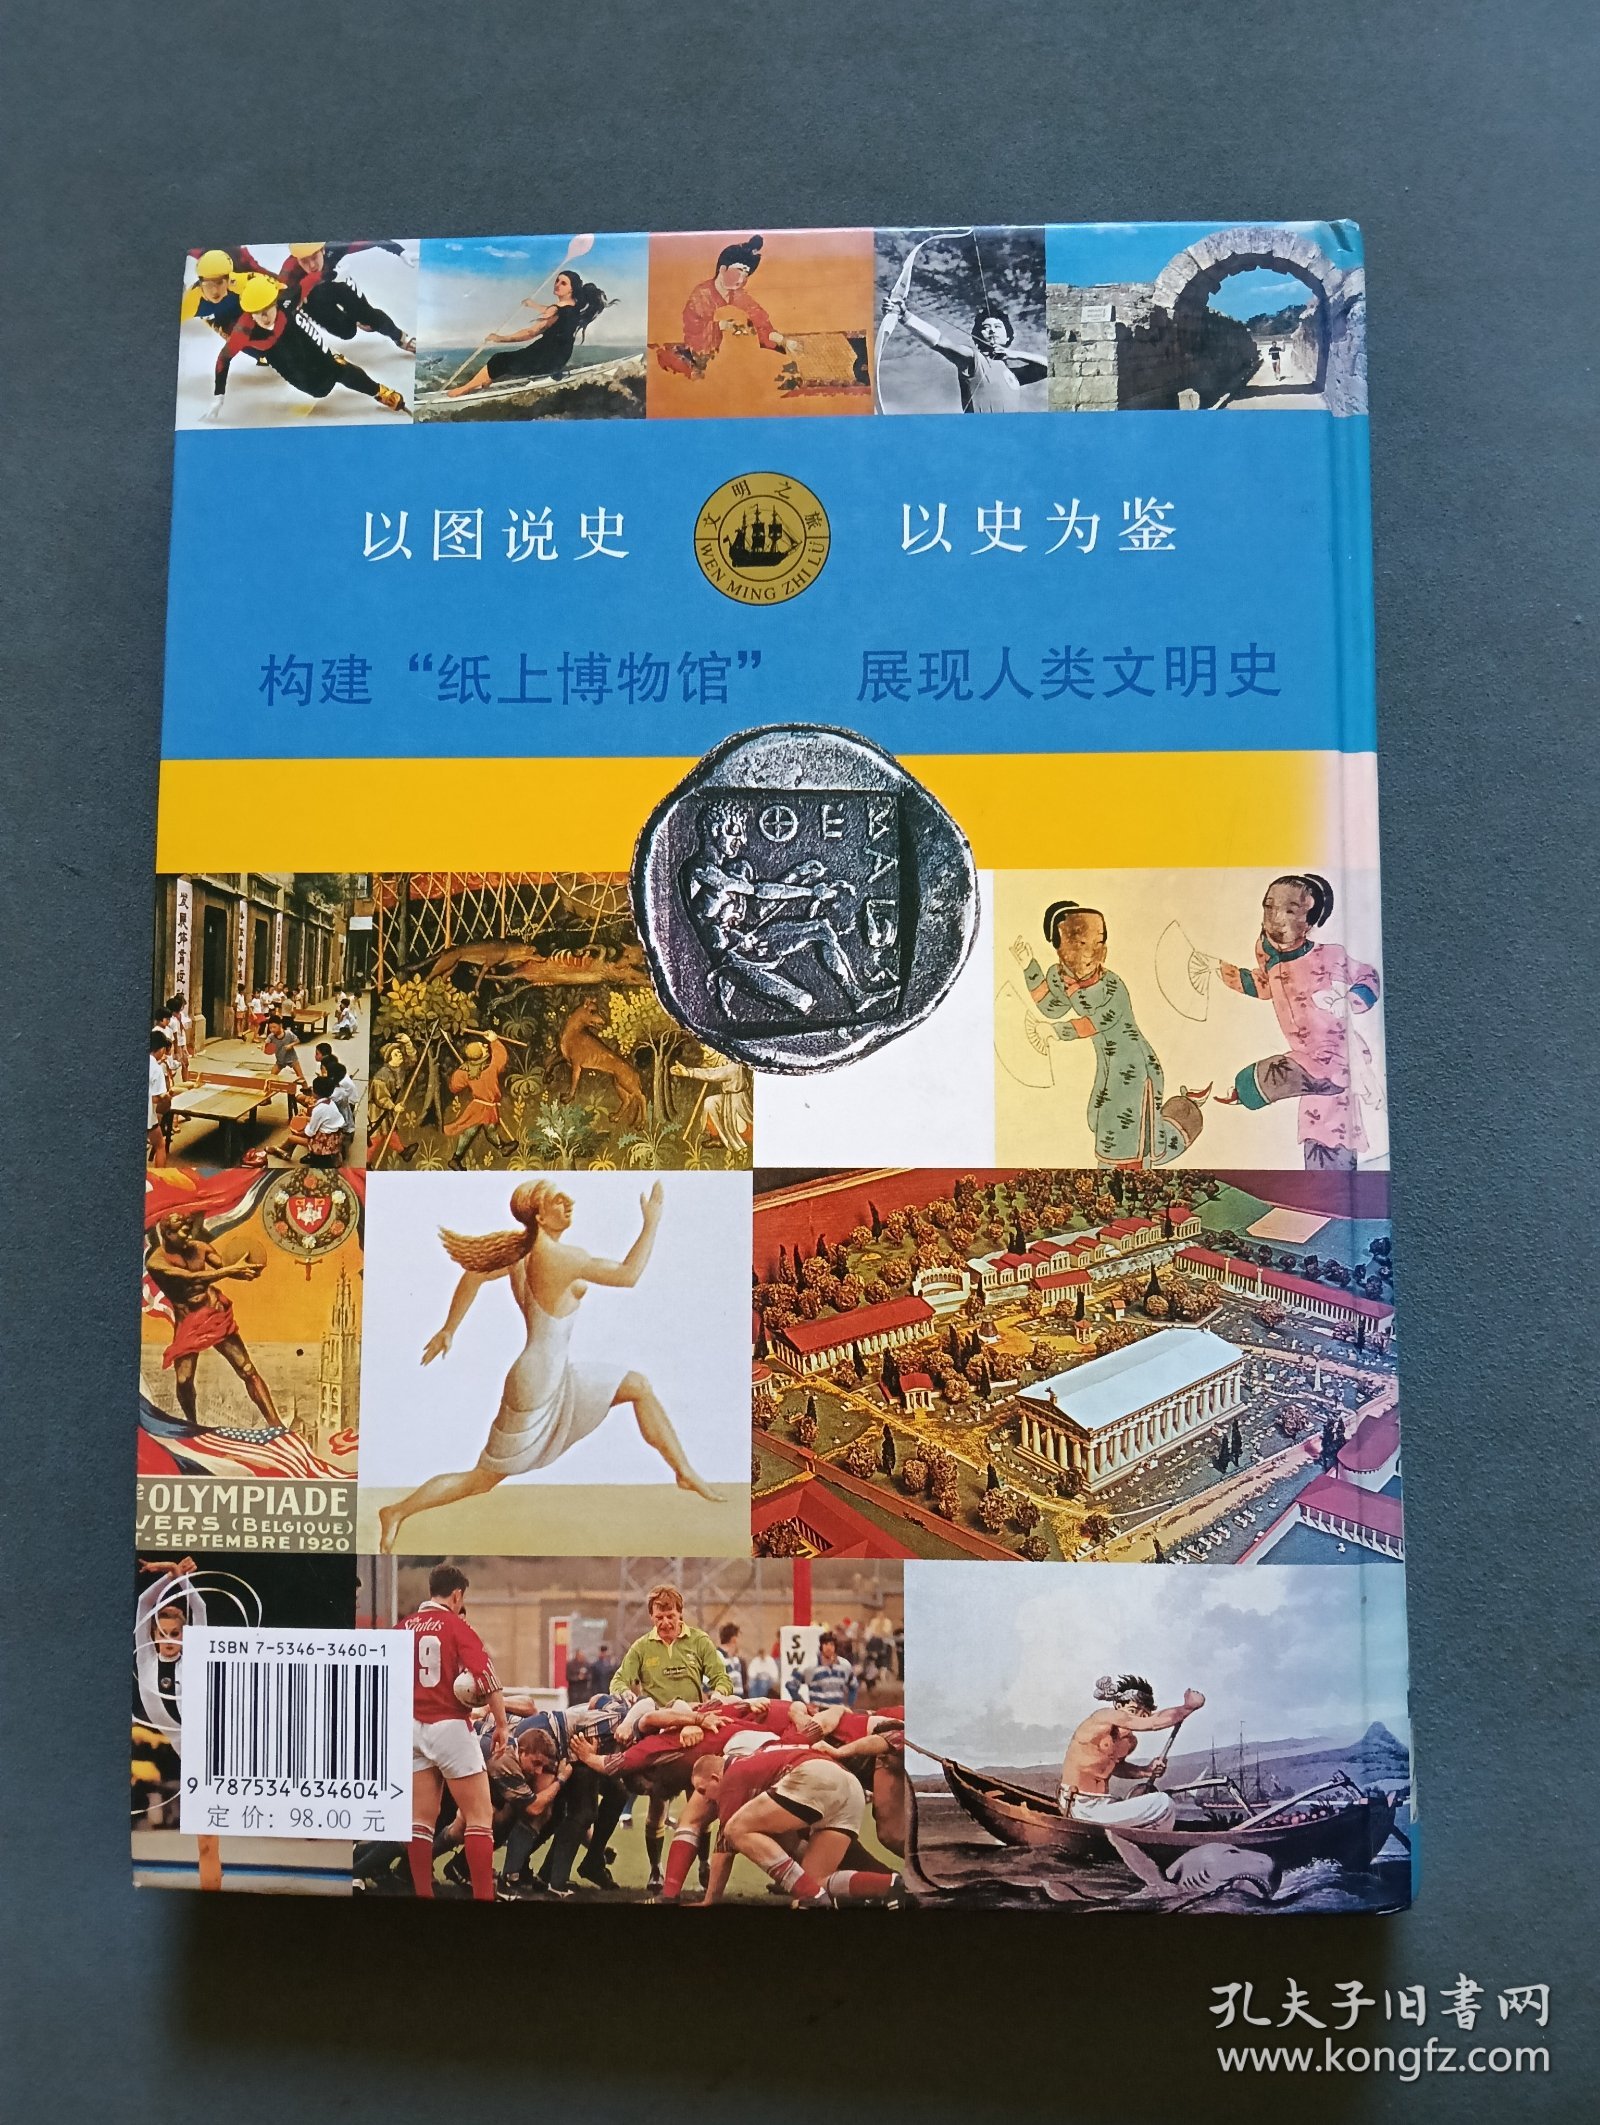 以图说史
文明之旅
WEN MING ZHI LÜ
以史为鉴
构建“纸上博物馆” 展现人类文明史
ΘΕΒ
OLYMPIADE
VERS (BELGIQUE)
T-SEPTEMBRE 1920
Scarlets
9
S
W
ISBN 7-5346-3460-1
9 787534 634604 >
定价: 98.00 元
孔夫子旧书网
www.kongfz.com